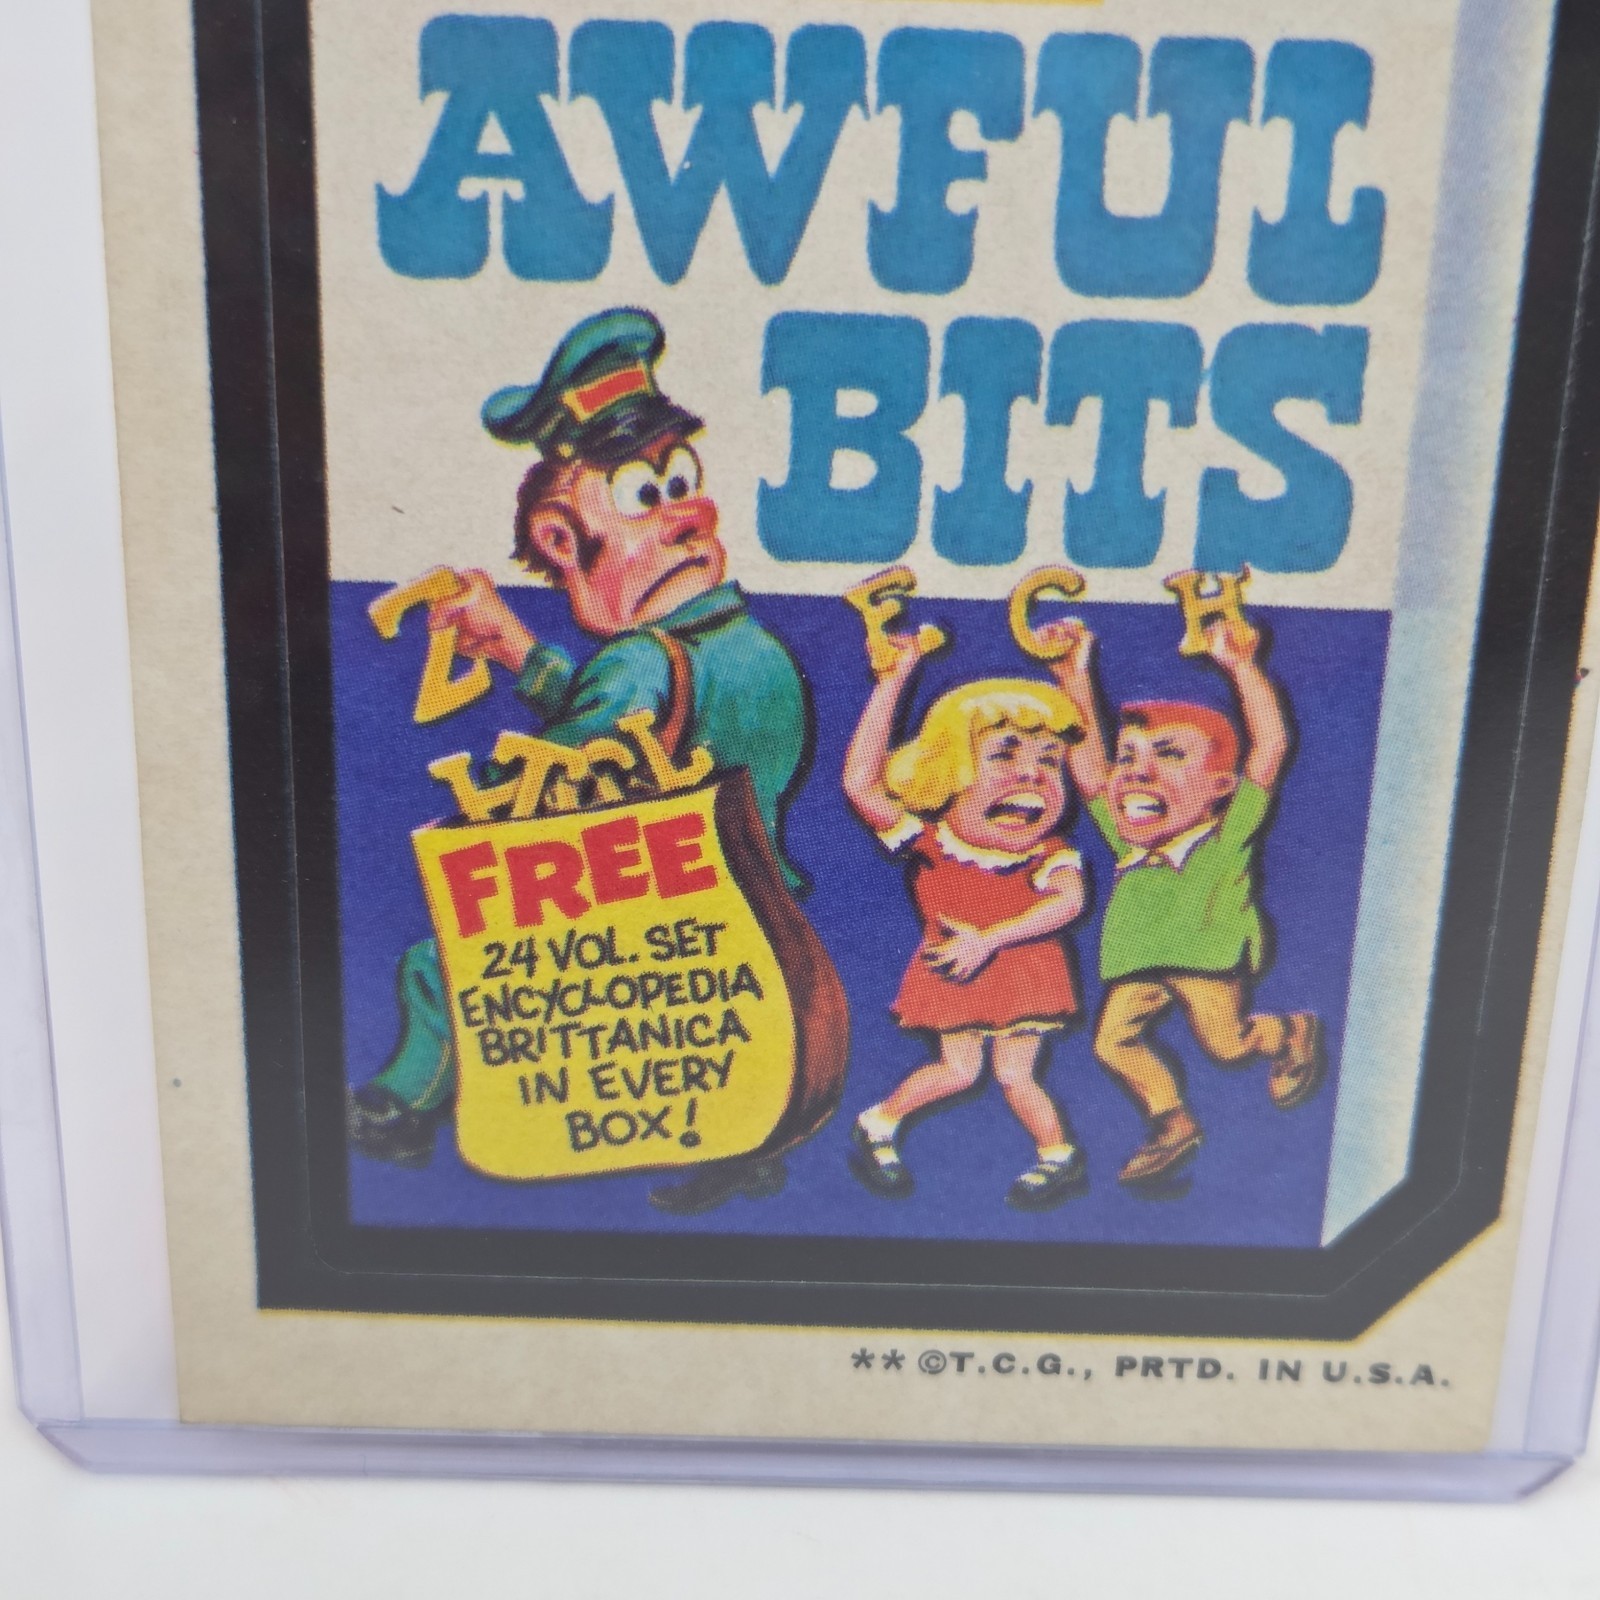 AWFUL
BITS
Z
E C H
L
FREE
24 VOL. SET
ENCYCLOPEDIA
BRITTANICA
IN EVERY
BOX!
** ©T.C.G., PRTD. IN U.S.A.